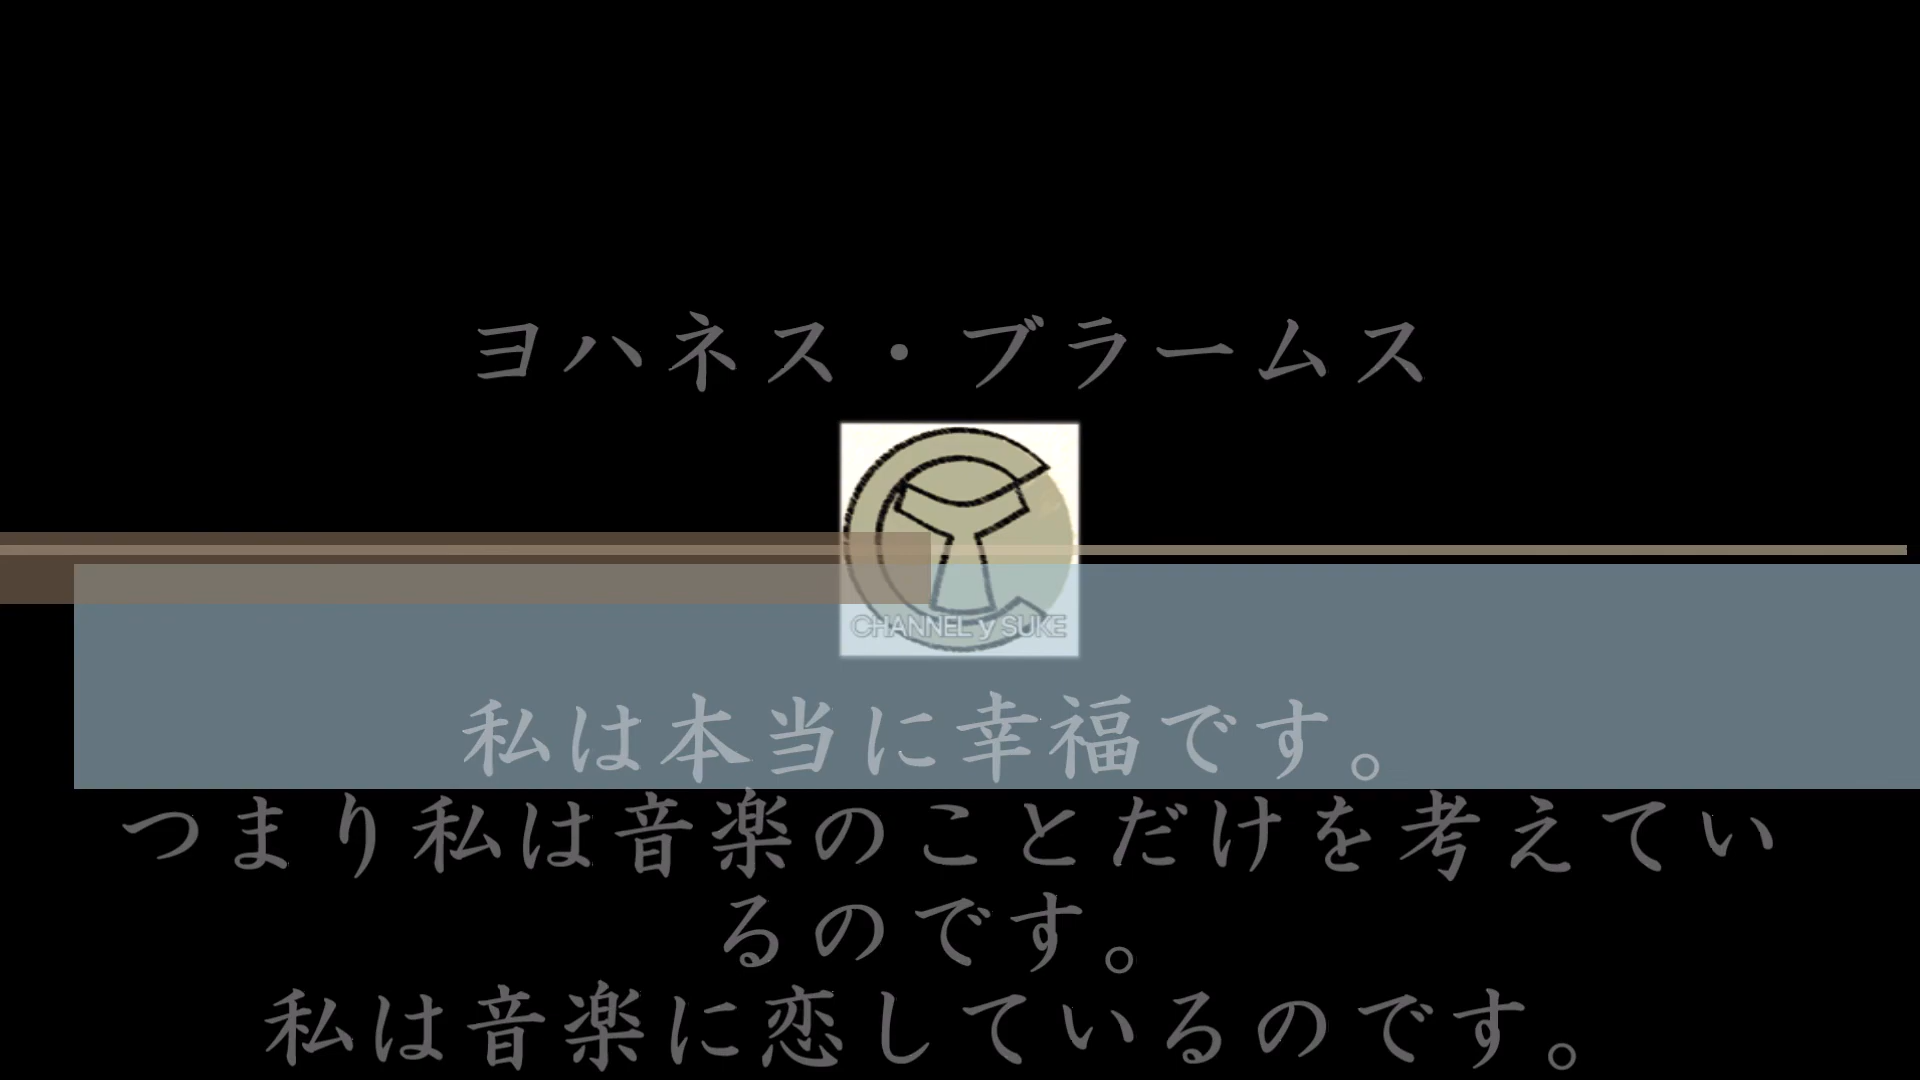 ヨハネス・ブラームス
CHANNEL y SUKE
私は本当に幸福です。
つまり私は音楽のことだけを考えてい
るのです。
私は音楽に恋しているのです。